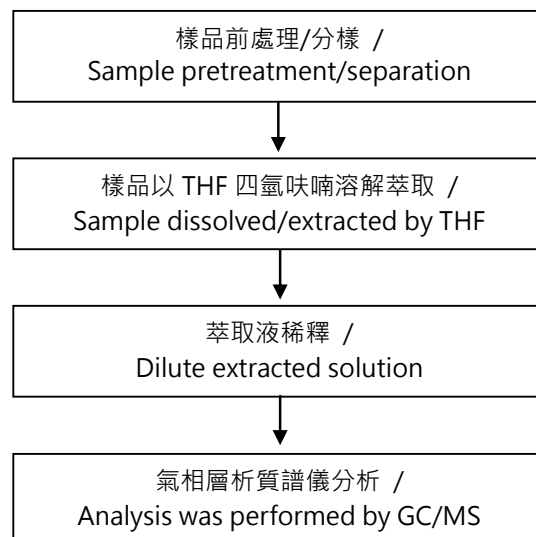 樣品前處理/分樣 /
Sample pretreatment/separation
樣品以 THF 四氫呋喃溶解萃取 /
Sample dissolved/extracted by THF
萃取液稀釋 /
Dilute extracted solution
氣相層析質譜儀分析 /
Analysis was performed by GC/MS